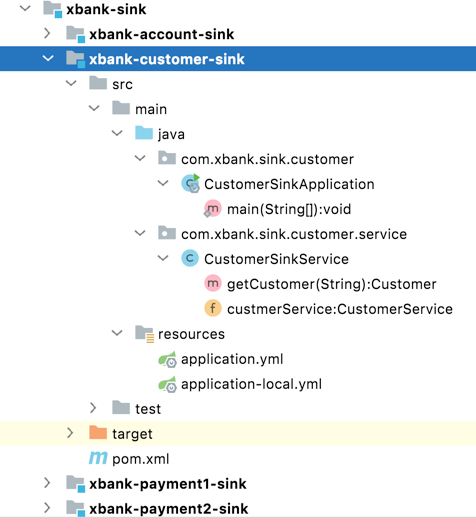 xbank-sink
xbank-account-sink
xbank-customer-sink
src
main
java
com.xbank.sink.customer
CustomerSinkApplication
main(String[]):void
com.xbank.sink.customer.service
CustomerSinkService
getCustomer(String):Customer
custmerService:CustomerService
resources
application.yml
application-local.yml
test
target
pom.xml
xbank-payment1-sink
xbank-payment2-sink